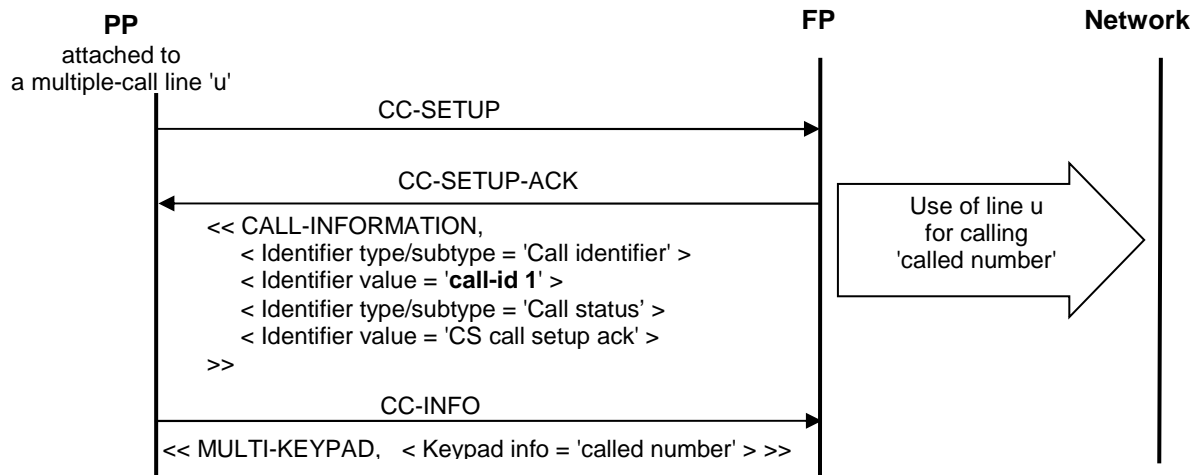 PP
attached to
a multiple-call line 'u'
FP
Network
CC-SETUP
CC-SETUP-ACK
<< CALL-INFORMATION,
< Identifier type/subtype = 'Call identifier' >
< Identifier value = 'call-id 1' >
< Identifier type/subtype = 'Call status’ >
< Identifier value = 'CS call setup ack' >
>>
Use of line u
for calling
'called number'
CC-INFO
<< MULTI-KEYPAD, < Keypad info = 'called number' > >>